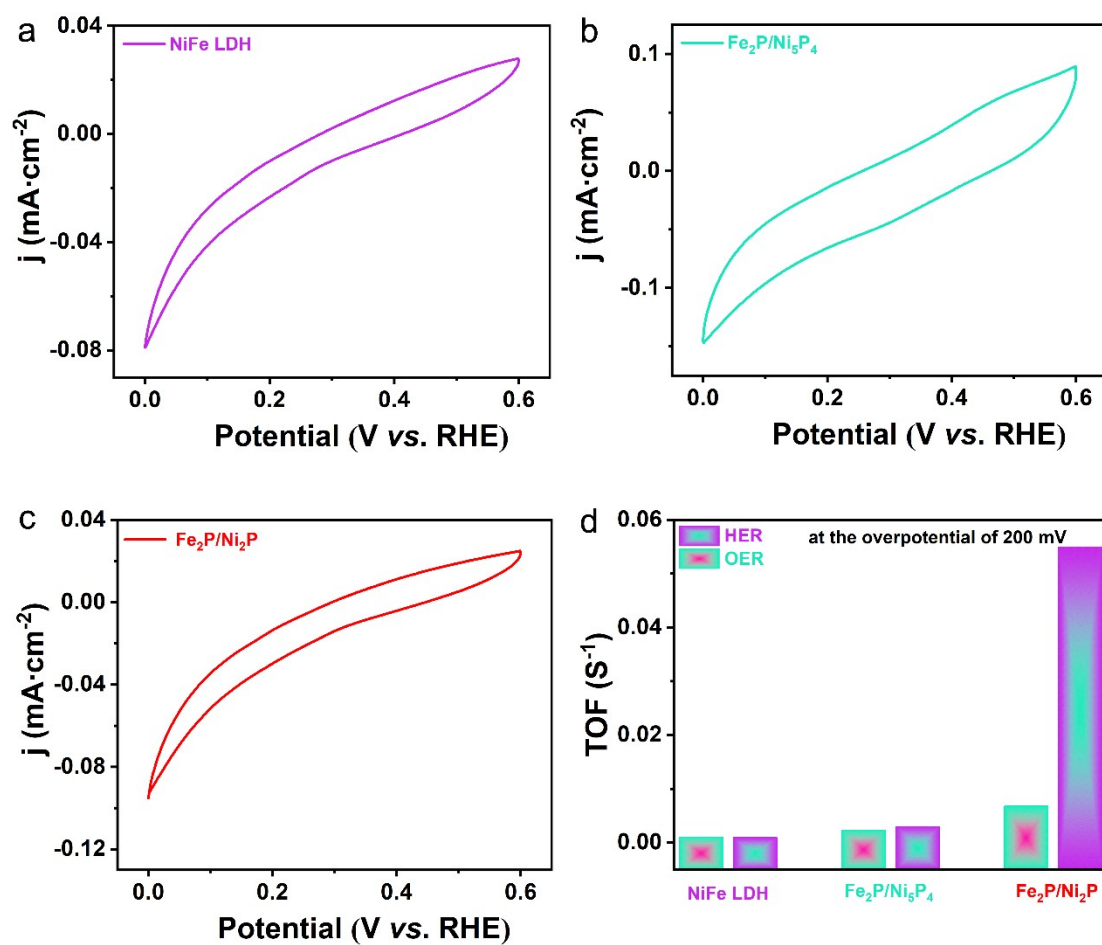 a
NiFe LDH
0.04
0.00
-0.04
-0.08
j (mA·cm⁻²)
0.0 0.2 0.4 0.6
Potential (V vs. RHE)
b
Fe₂P/Ni₅P₄
0.1
0.0
-0.1
j (mA·cm⁻²)
0.0 0.2 0.4 0.6
Potential (V vs. RHE)
c
Fe₂P/Ni₂P
0.04
0.00
-0.04
-0.08
-0.12
j (mA·cm⁻²)
0.0 0.2 0.4 0.6
Potential (V vs. RHE)
d
HER
OER
at the overpotential of 200 mV
0.06
0.04
0.02
0.00
TOF (S⁻¹)
NiFe LDH Fe₂P/Ni₅P₄ Fe₂P/Ni₂P